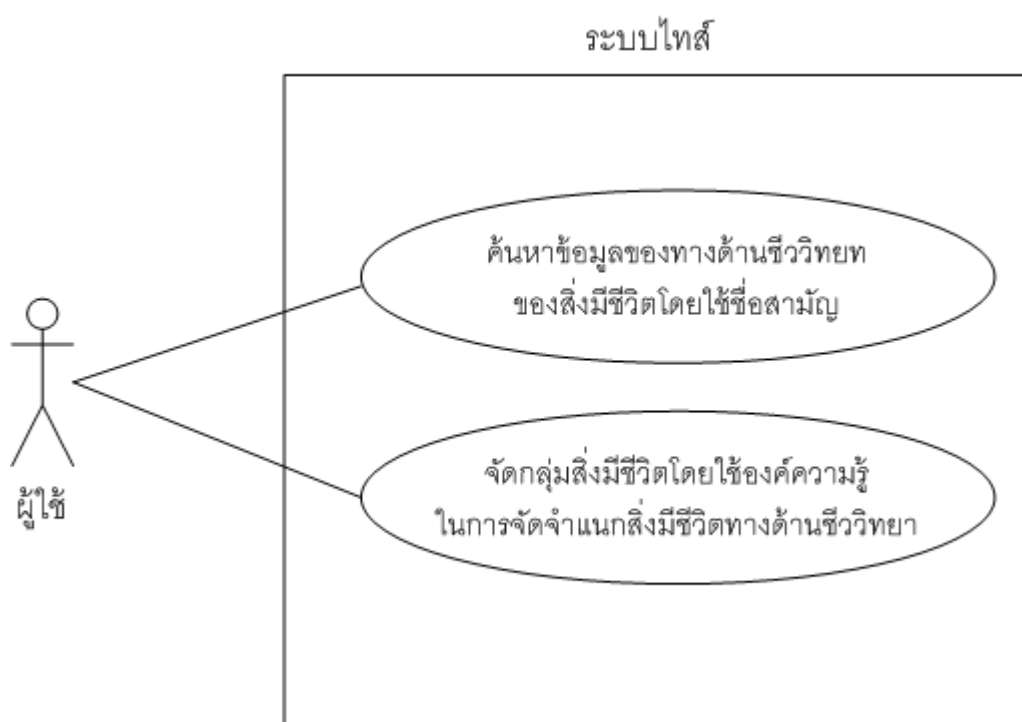 ระบบไทส์
ค้นหาข้อมูลของทางด้านชีววิทยท
ของสิ่งมีชีวิตโดยใช้ชื่อสามัญ
จัดกลุ่มสิ่งมีชีวิตโดยใช้องค์ความรู้
ในการจัดจำแนกสิ่งมีชีวิตทางด้านชีววิทยา
ผู้ใช้